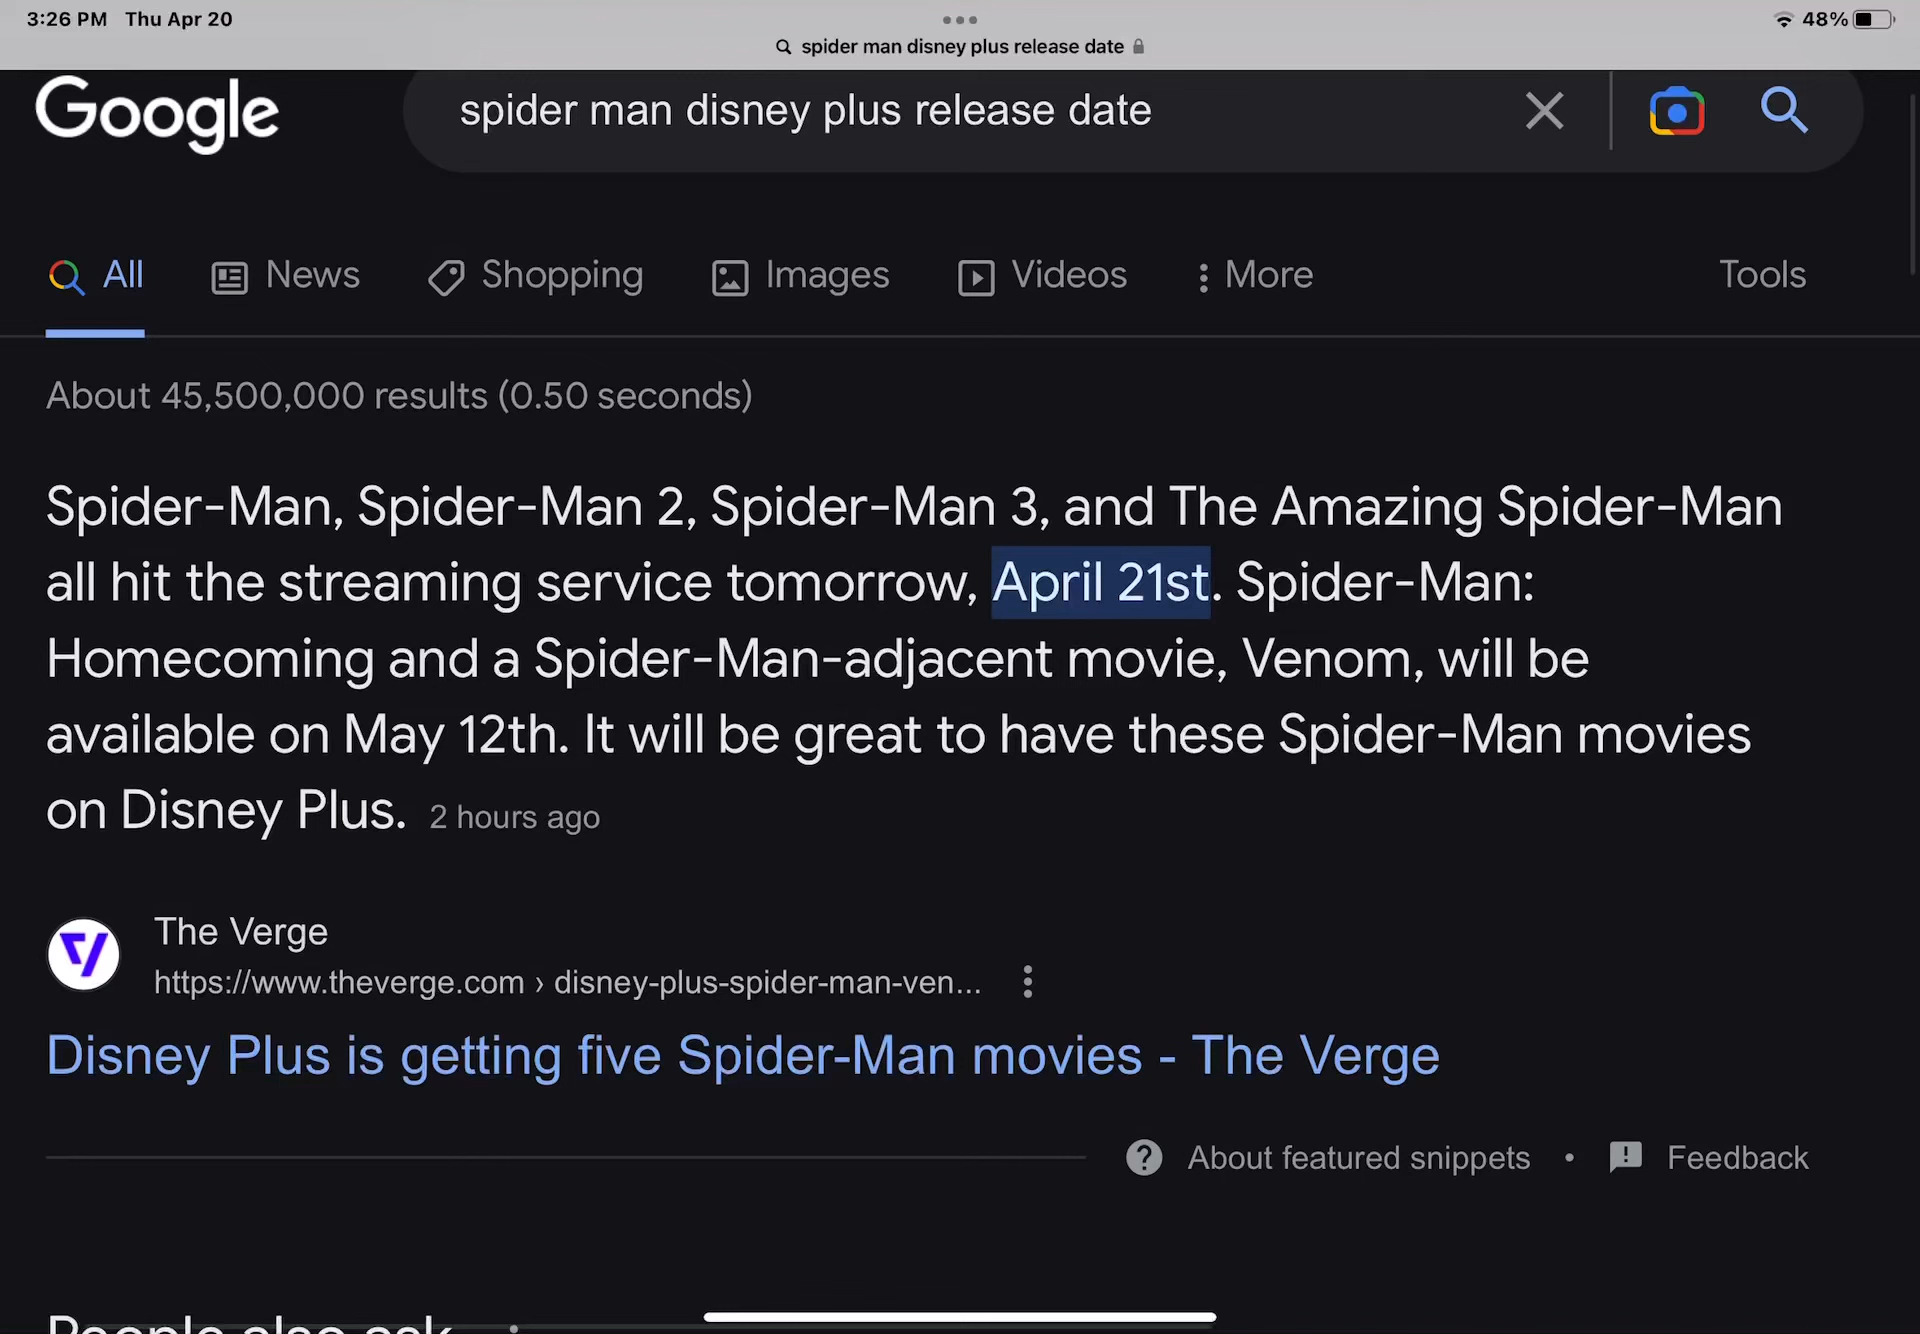 3:26 PM Thu Apr 20
48%
spider man disney plus release date
Google
spider man disney plus release date
All
News
Shopping
Images
Videos
More
Tools
About 45,500,000 results (0.50 seconds)
Spider-Man, Spider-Man 2, Spider-Man 3, and The Amazing Spider-Man
all hit the streaming service tomorrow, April 21st. Spider-Man:
Homecoming and a Spider-Man-adjacent movie, Venom, will be
available on May 12th. It will be great to have these Spider-Man movies
on Disney Plus. 2 hours ago
The Verge
https://www.theverge.com › disney-plus-spider-man-ven...
Disney Plus is getting five Spider-Man movies - The Verge
About featured snippets • Feedback
People also ask